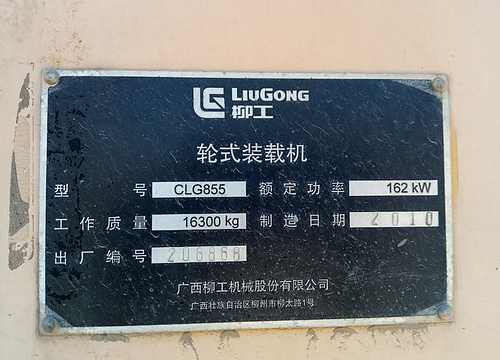 LG LIUGONG
柳工
轮式装载机
型号 CLG855 额定功率 162 kW
工作质量 16300 kg 制造日期 2010
出厂编号 206868
广西柳工机械股份有限公司
广西壮族自治区柳州市柳太路1号